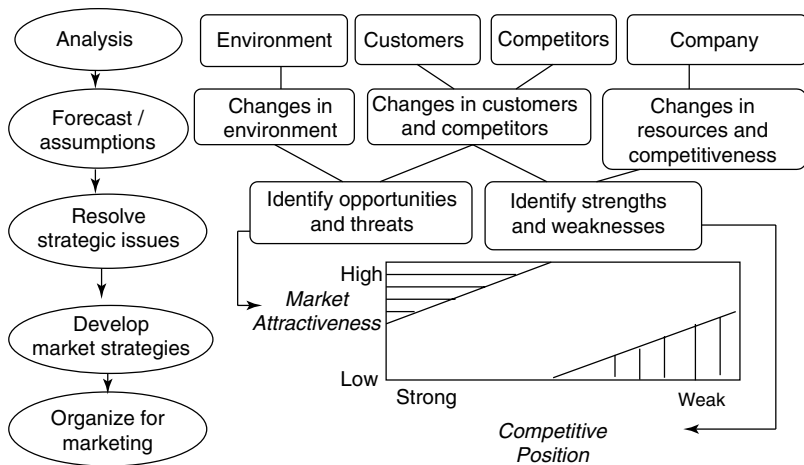 Analysis
Environment
Customers
Competitors
Company
Forecast /
assumptions
Changes in
environment
Changes in customers
and competitors
Changes in
resources and
competitiveness
Resolve
strategic issues
Identify opportunities
and threats
Identify strengths
and weaknesses
High
Market
Attractiveness
Low
Strong
Weak
Competitive
Position
Develop
market strategies
Organize for
marketing